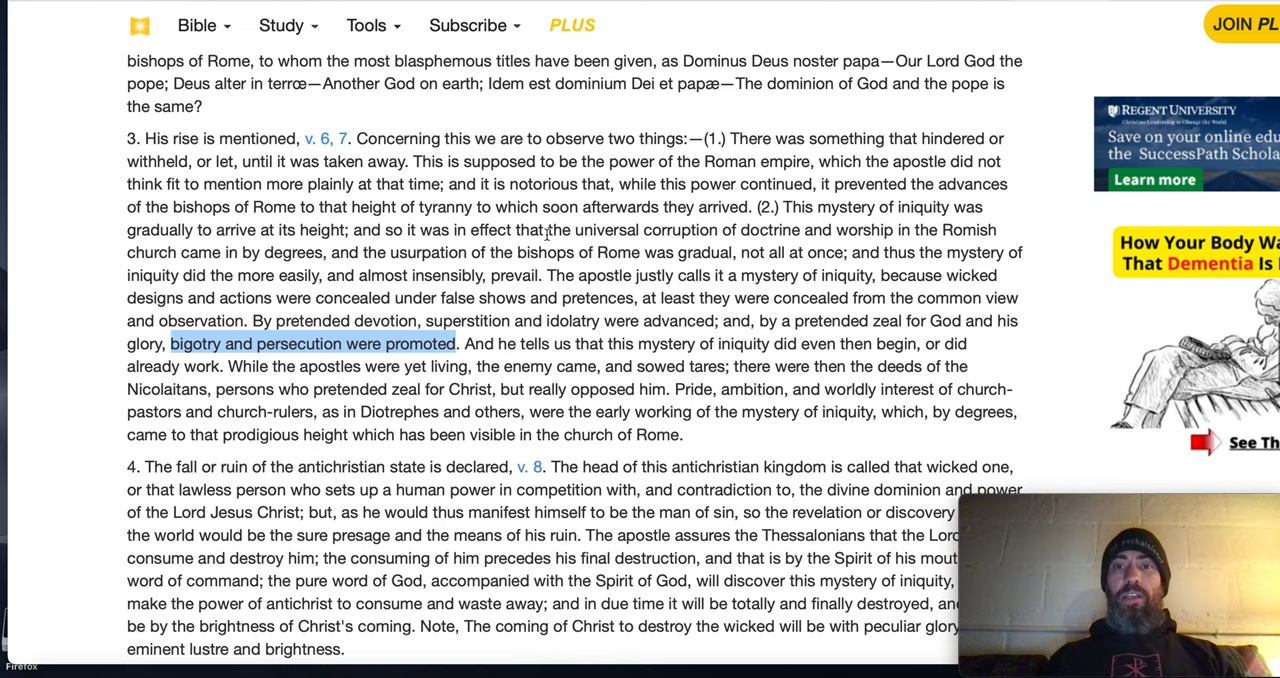 Bible Study Tools Subscribe PLUS
JOIN PL
bishops of Rome, to whom the most blasphemous titles have been given, as Dominus Deus noster papa—Our Lord God the
pope; Deus alter in terrœ—Another God on earth; Idem est dominium Dei et papæ—The dominion of God and the pope is
the same?
3. His rise is mentioned, v. 6, 7. Concerning this we are to observe two things:—(1.) There was something that hindered or
withheld, or let, until it was taken away. This is supposed to be the power of the Roman empire, which the apostle did not
think fit to mention more plainly at that time; and it is notorious that, while this power continued, it prevented the advances
of the bishops of Rome to that height of tyranny to which soon afterwards they arrived. (2.) This mystery of iniquity was
gradually to arrive at its height; and so it was in effect that the universal corruption of doctrine and worship in the Romish
church came in by degrees, and the usurpation of the bishops of Rome was gradual, not all at once; and thus the mystery of
iniquity did the more easily, and almost insensibly, prevail. The apostle justly calls it a mystery of iniquity, because wicked
designs and actions were concealed under false shows and pretences, at least they were concealed from the common view
and observation. By pretended devotion, superstition and idolatry were advanced; and, by a pretended zeal for God and his
glory, bigotry and persecution were promoted. And he tells us that this mystery of iniquity did even then begin, or did
already work. While the apostles were yet living, the enemy came, and sowed tares; there were then the deeds of the
Nicolaitans, persons who pretended zeal for Christ, but really opposed him. Pride, ambition, and worldly interest of church-
pastors and church-rulers, as in Diotrephes and others, were the early working of the mystery of iniquity, which, by degrees,
came to that prodigious height which has been visible in the church of Rome.
4. The fall or ruin of the antichristian state is declared, v. 8. The head of this antichristian kingdom is called that wicked one,
or that lawless person who sets up a human power in competition with, and contradiction to, the divine dominion and power
of the Lord Jesus Christ; but, as he would thus manifest himself to be the man of sin, so the revelation or discovery
the world would be the sure presage and the means of his ruin. The apostle assures the Thessalonians that the Lord
consume and destroy him; the consuming of him precedes his final destruction, and that is by the Spirit of his mout
word of command; the pure word of God, accompanied with the Spirit of God, will discover this mystery of iniquity,
make the power of antichrist to consume and waste away; and in due time it will be totally and finally destroyed, and
be by the brightness of Christ's coming. Note, The coming of Christ to destroy the wicked will be with peculiar glory
eminent lustre and brightness.
REGENT UNIVERSITY
Christian Leadership to Change the World
Save on your online edu
the SuccessPath Schola
Learn more
How Your Body Wa
That Dementia Is
See Th
Firefox